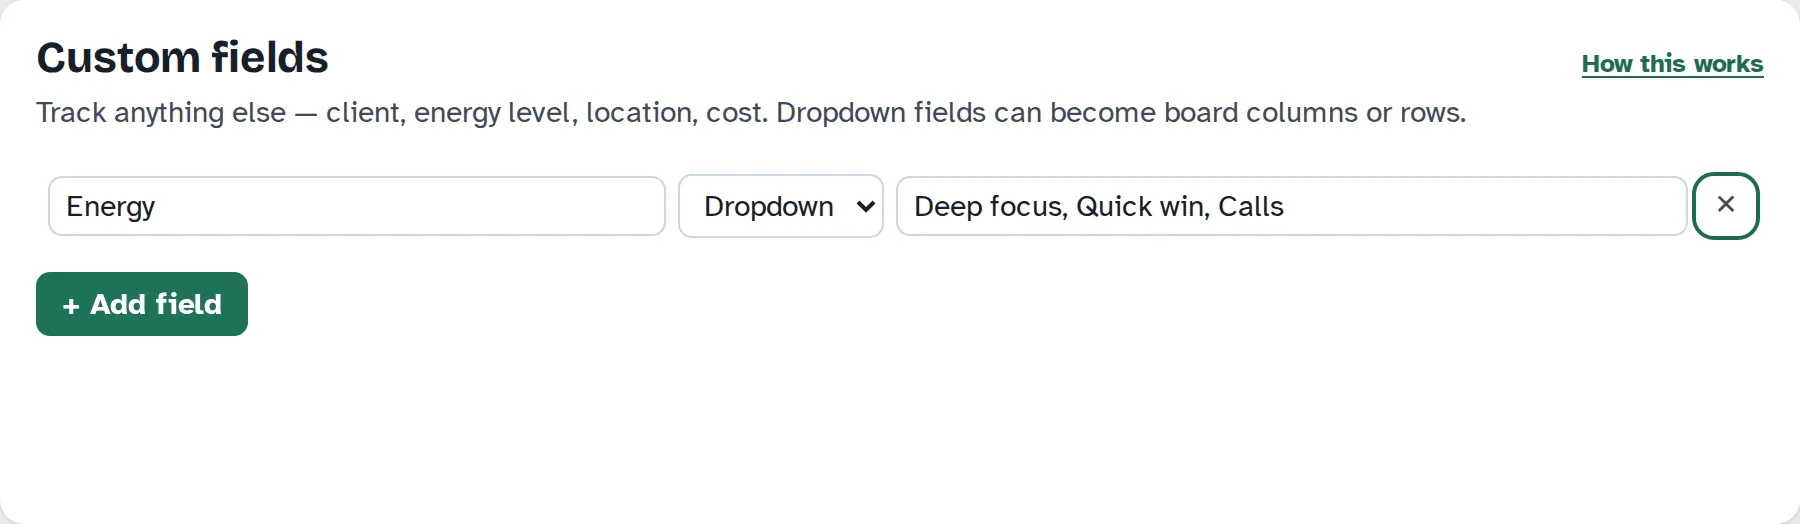 Custom fields
How this works
Track anything else — client, energy level, location, cost. Dropdown fields can become board columns or rows.
Energy
Dropdown
Deep focus, Quick win, Calls
×
+ Add field